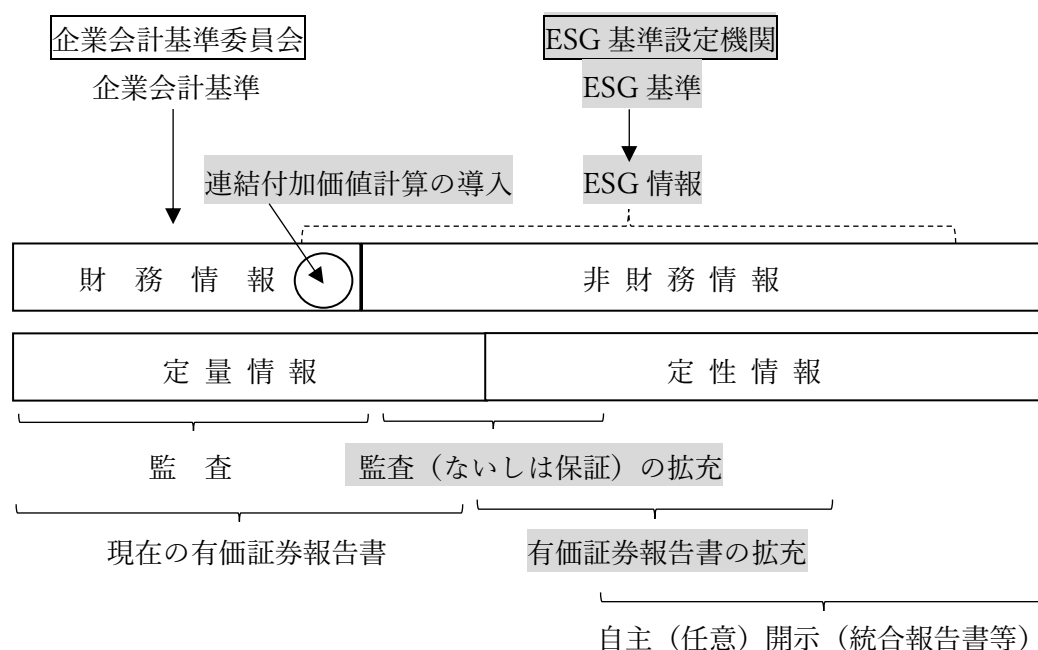 企業会計基準委員会
ESG 基準設定機関
企業会計基準
ESG 基準
連結付加価値計算の導入
ESG 情報
財 務 情 報
非 財 務 情 報
定 量 情 報
定 性 情 報
監 査
監査（ないしは保証）の拡充
現在の有価証券報告書
有価証券報告書の拡充
自主（任意）開示（統合報告書等）